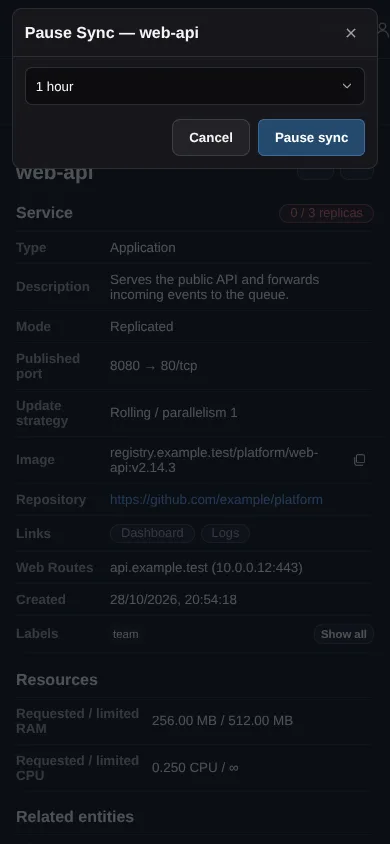 Pause Sync — web-api
1 hour
Cancel Pause sync
web-api
Service 0 / 3 replicas
Type Application
Description Serves the public API and forwards
incoming events to the queue.
Mode Replicated
Published
port 8080 → 80/tcp
Update
strategy Rolling / parallelism 1
Image registry.example.test/platform/web-
api:v2.14.3
Repository https://github.com/example/platform
Links Dashboard Logs
Web Routes api.example.test (10.0.0.12:443)
Created 28/10/2026, 20:54:18
Labels team Show all
Resources
Requested / limited
RAM 256.00 MB / 512.00 MB
Requested / limited
CPU 0.250 CPU / ∞
Related entities